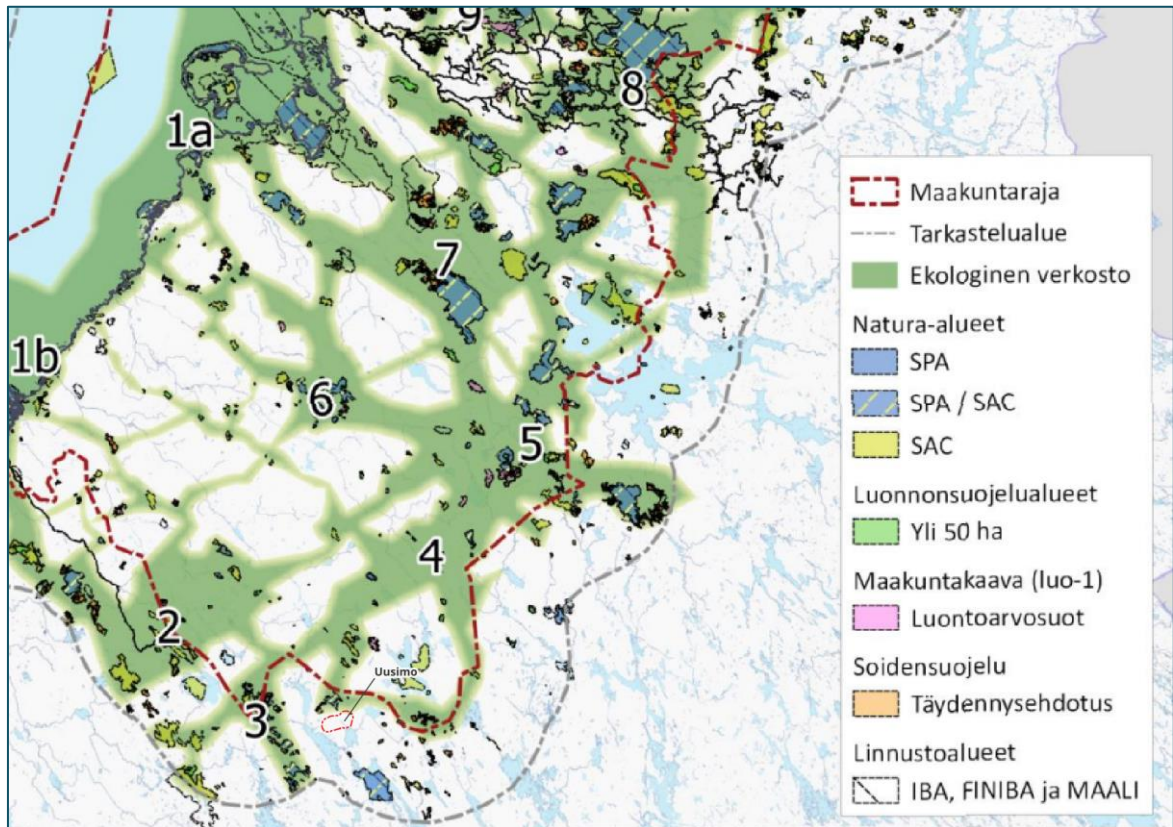 9
8
1a
7
1b
6
5
4
2
3
Uusimo
Maakuntaraja
Tarkastelualue
Ekologinen verkosto
Natura-alueet
SPA
SPA / SAC
SAC
Luonnonsuojelualueet
Yli 50 ha
Maakuntakaava (luo-1)
Luontoarvosuot
Soidensuojelu
Täydennysehdotus
Linnustoalueet
IBA, FINIBA ja MAALI